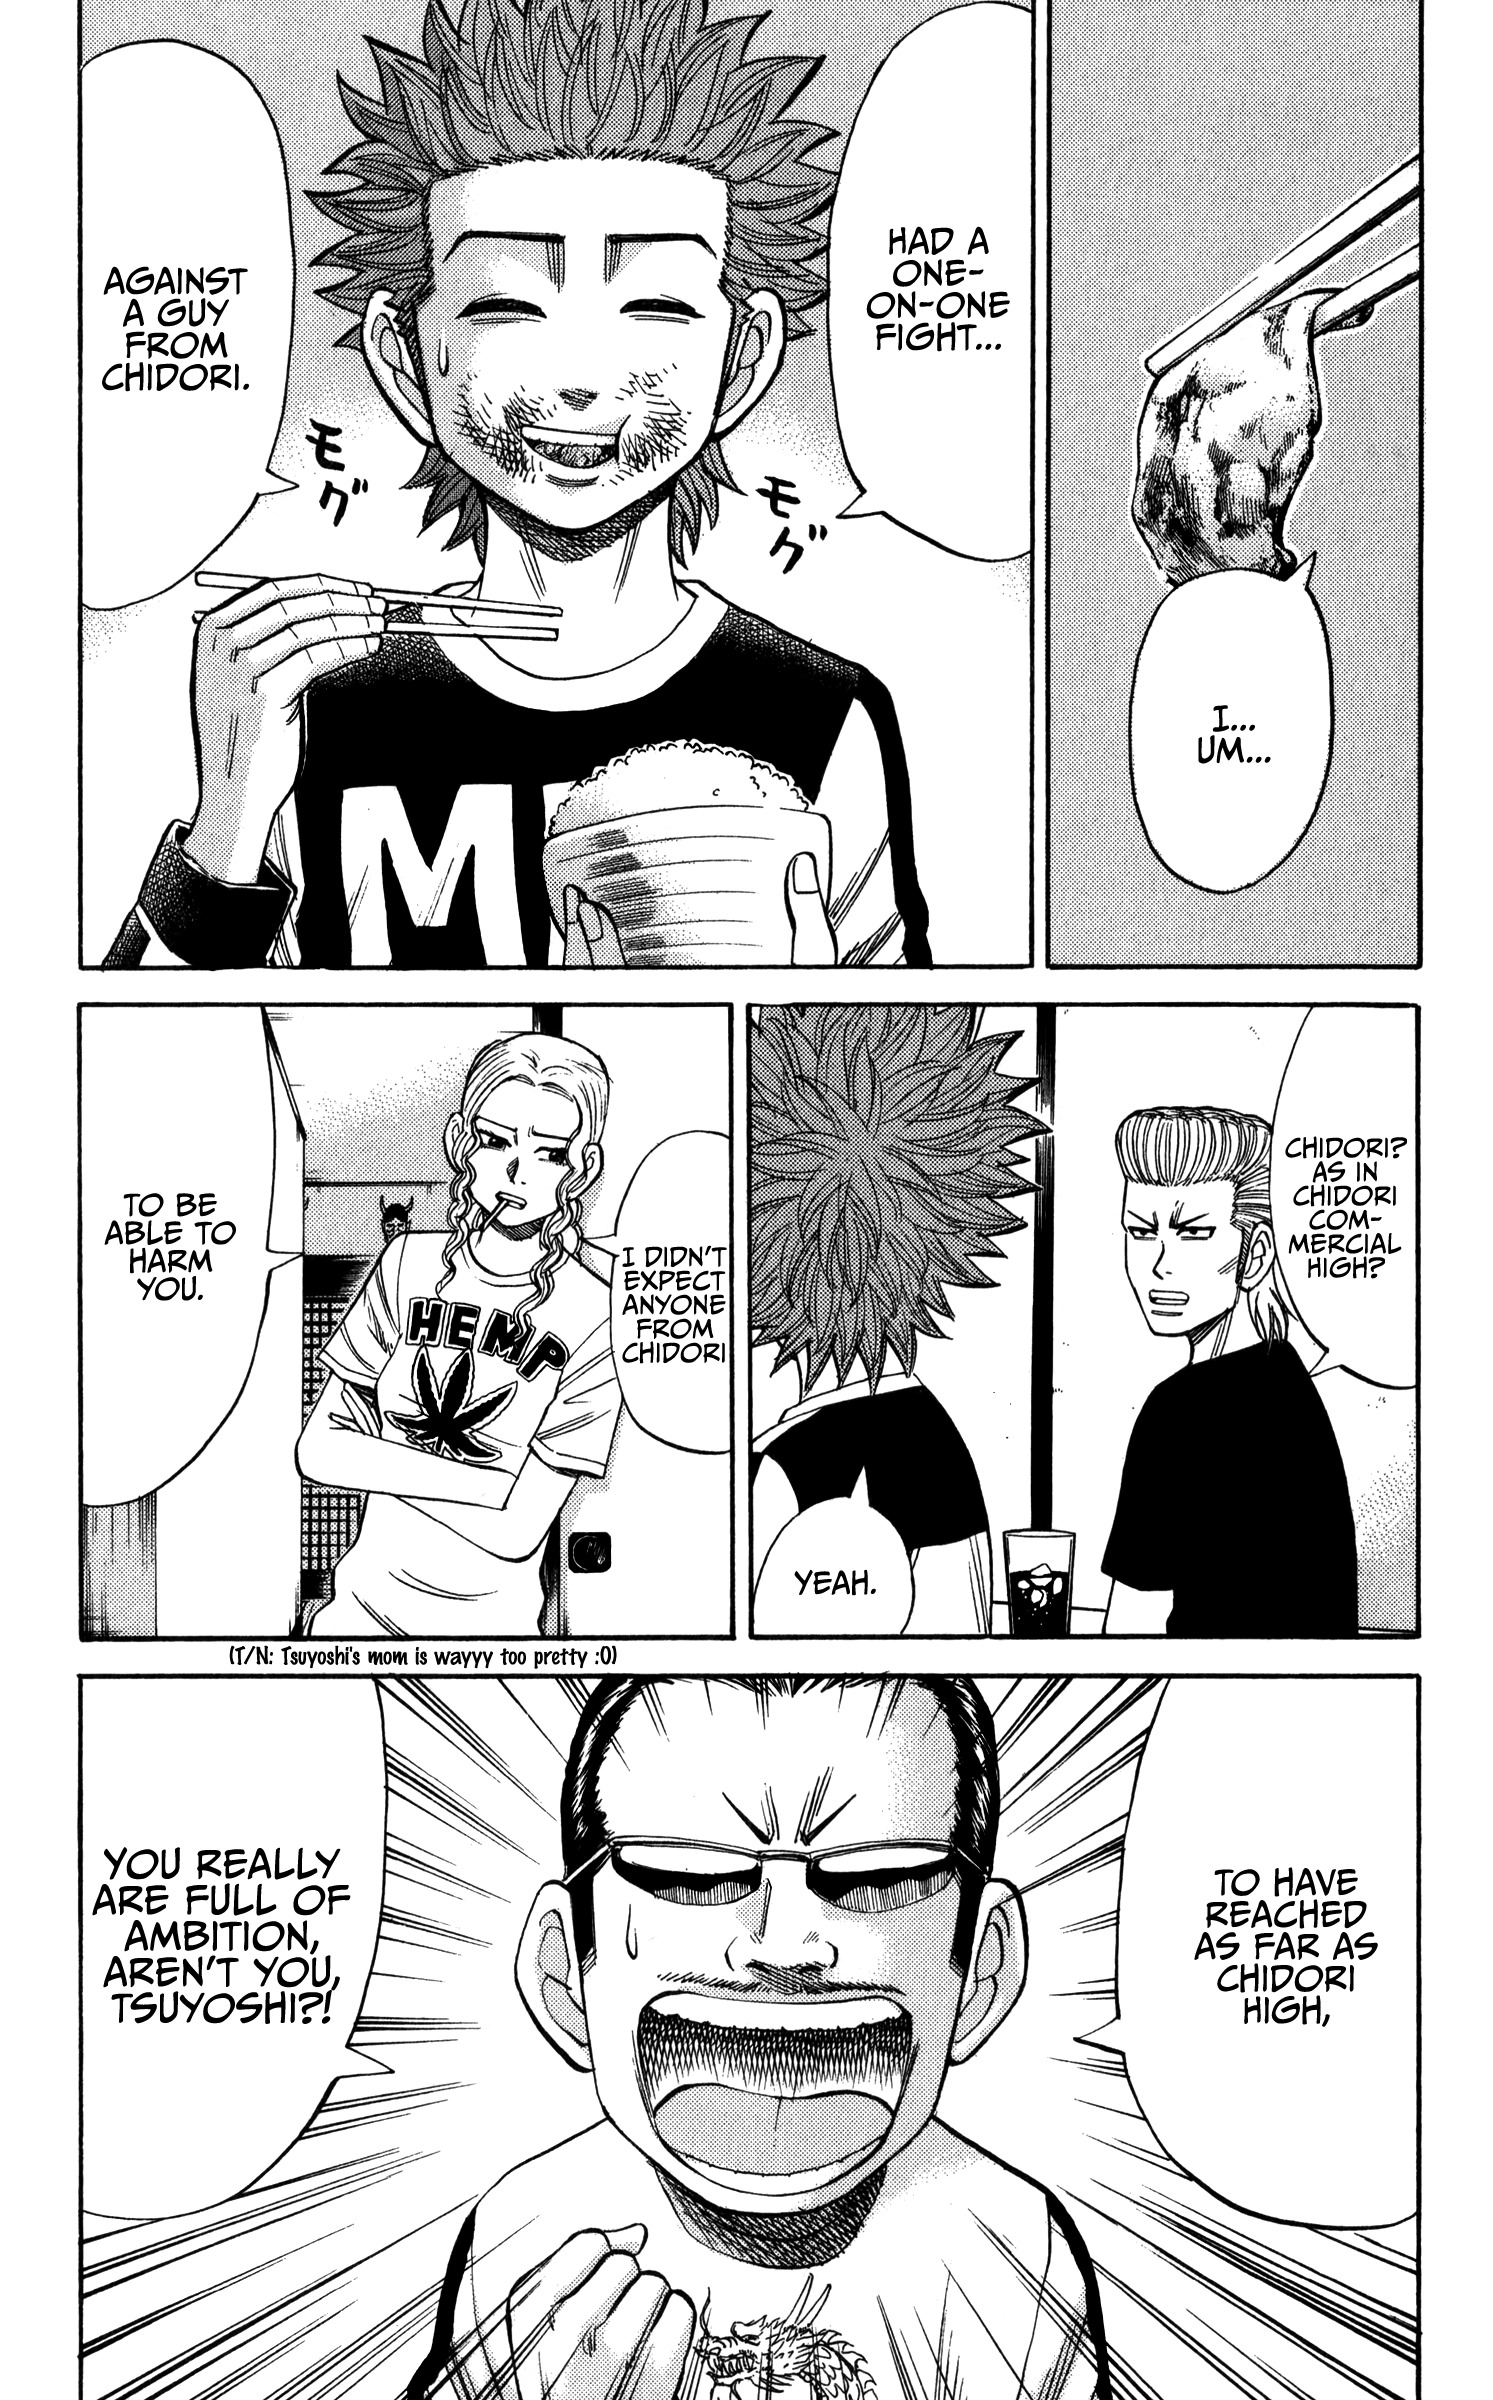 I...
UM...
HAD A
ONE-
ON-ONE
FIGHT...
モグ
モグ
AGAINST
A GUY
FROM
CHIDORI.
M
CHIDORI?
AS IN
CHIDORI
COM-
MERCIAL
HIGH?
YEAH.
I DIDN'T
EXPECT
ANYONE
FROM
CHIDORI
HEMP
TO BE
ABLE TO
HARM
YOU.
(T/N: Tsuyoshi's mom is wayyy too pretty :O)
TO HAVE
REACHED
AS FAR AS
CHIDORI
HIGH,
YOU REALLY
ARE FULL OF
AMBITION,
AREN'T YOU,
TSUYOSHI?!